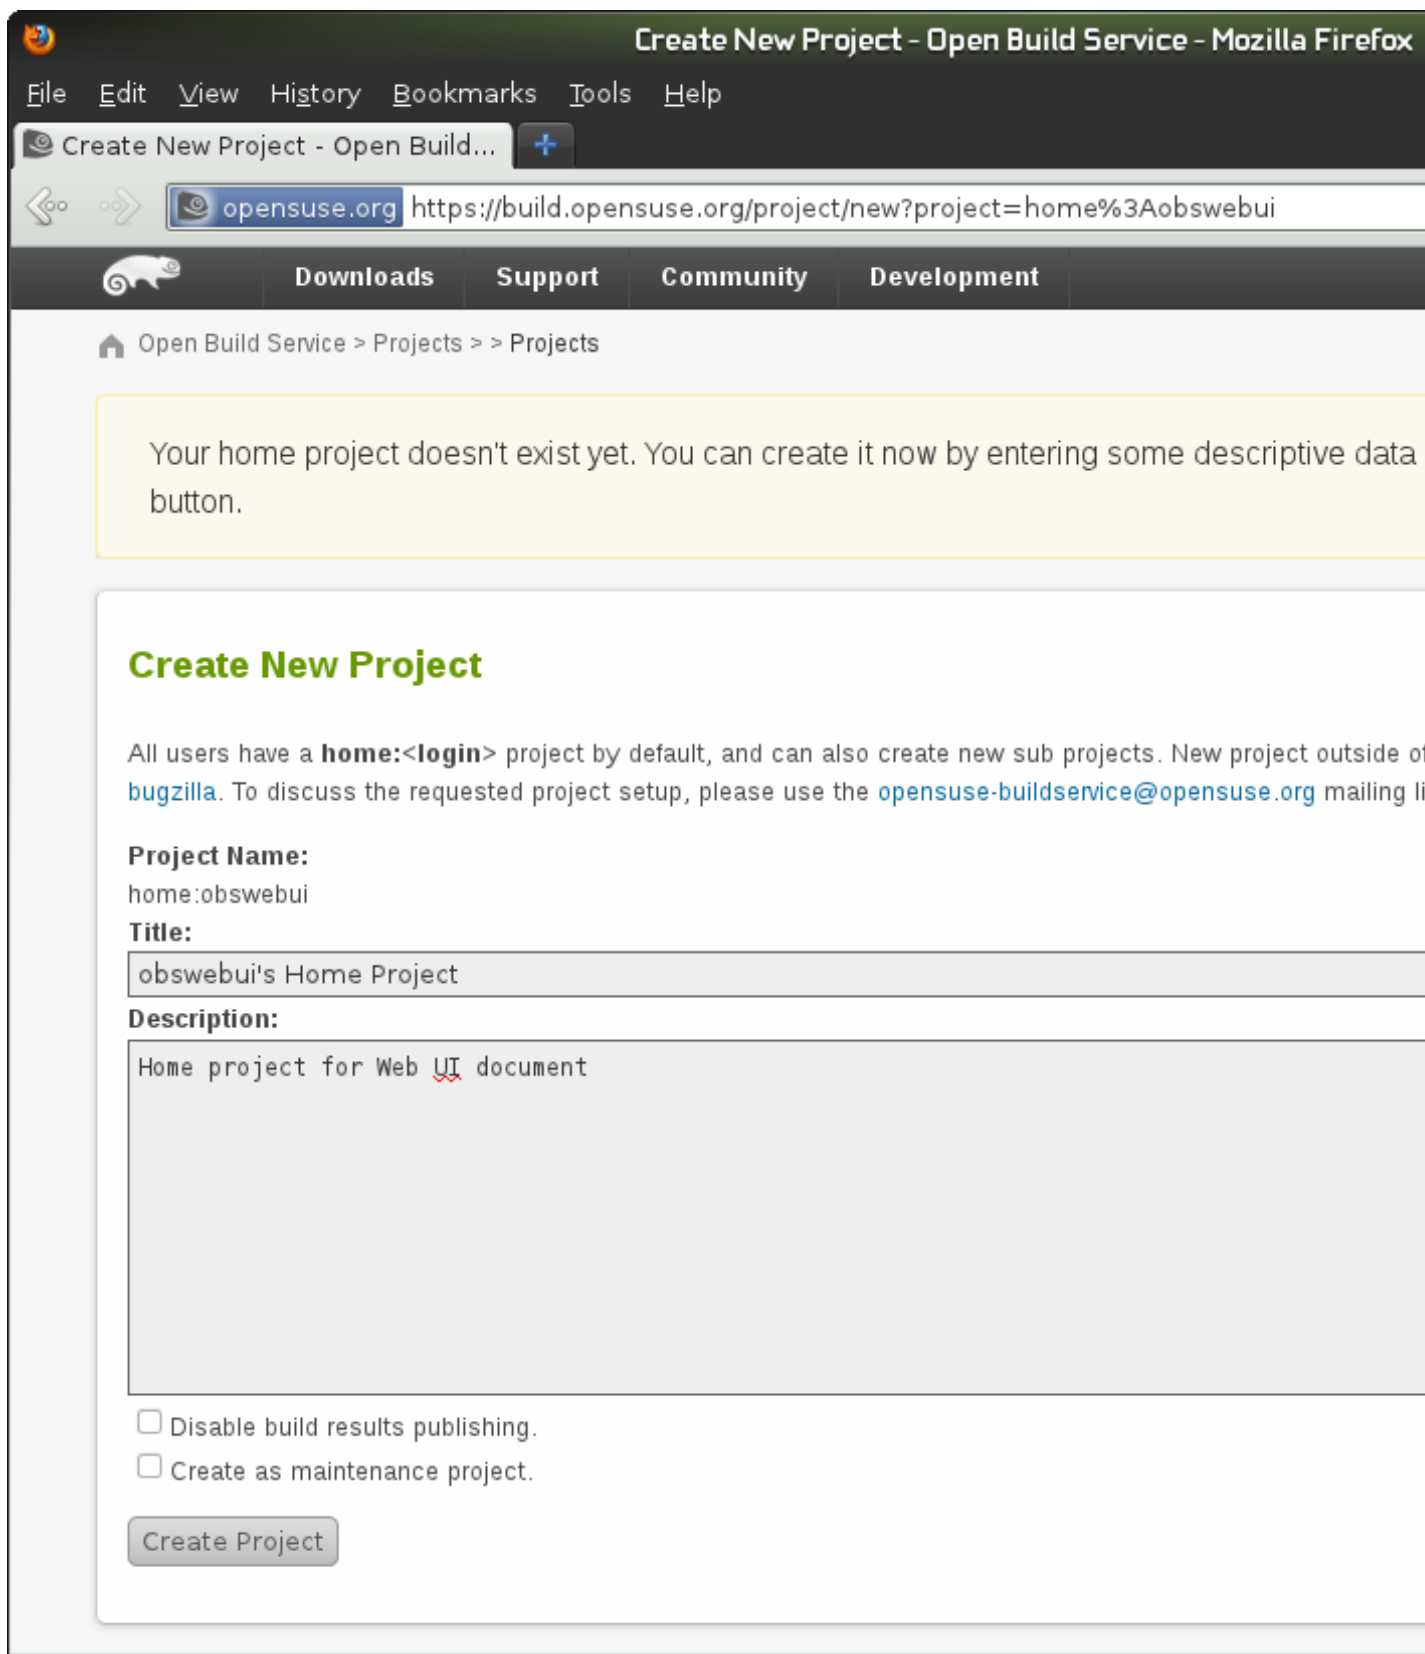 Create New Project - Open Build Service - Mozilla Firefox
File Edit View History Bookmarks Tools Help
Create New Project - Open Build...
opensuse.org https://build.opensuse.org/project/new?project=home%3Aobswebui
Downloads Support Community Development
Open Build Service > Projects > > Projects
Your home project doesn't exist yet. You can create it now by entering some descriptive data
button.
Create New Project
All users have a home:<login> project by default, and can also create new sub projects. New project outside of
bugzilla. To discuss the requested project setup, please use the opensuse-buildservice@opensuse.org mailing li
Project Name:
home:obswebui
Title:
obswebui's Home Project
Description:
Home project for Web UI document
Disable build results publishing.
Create as maintenance project.
Create Project